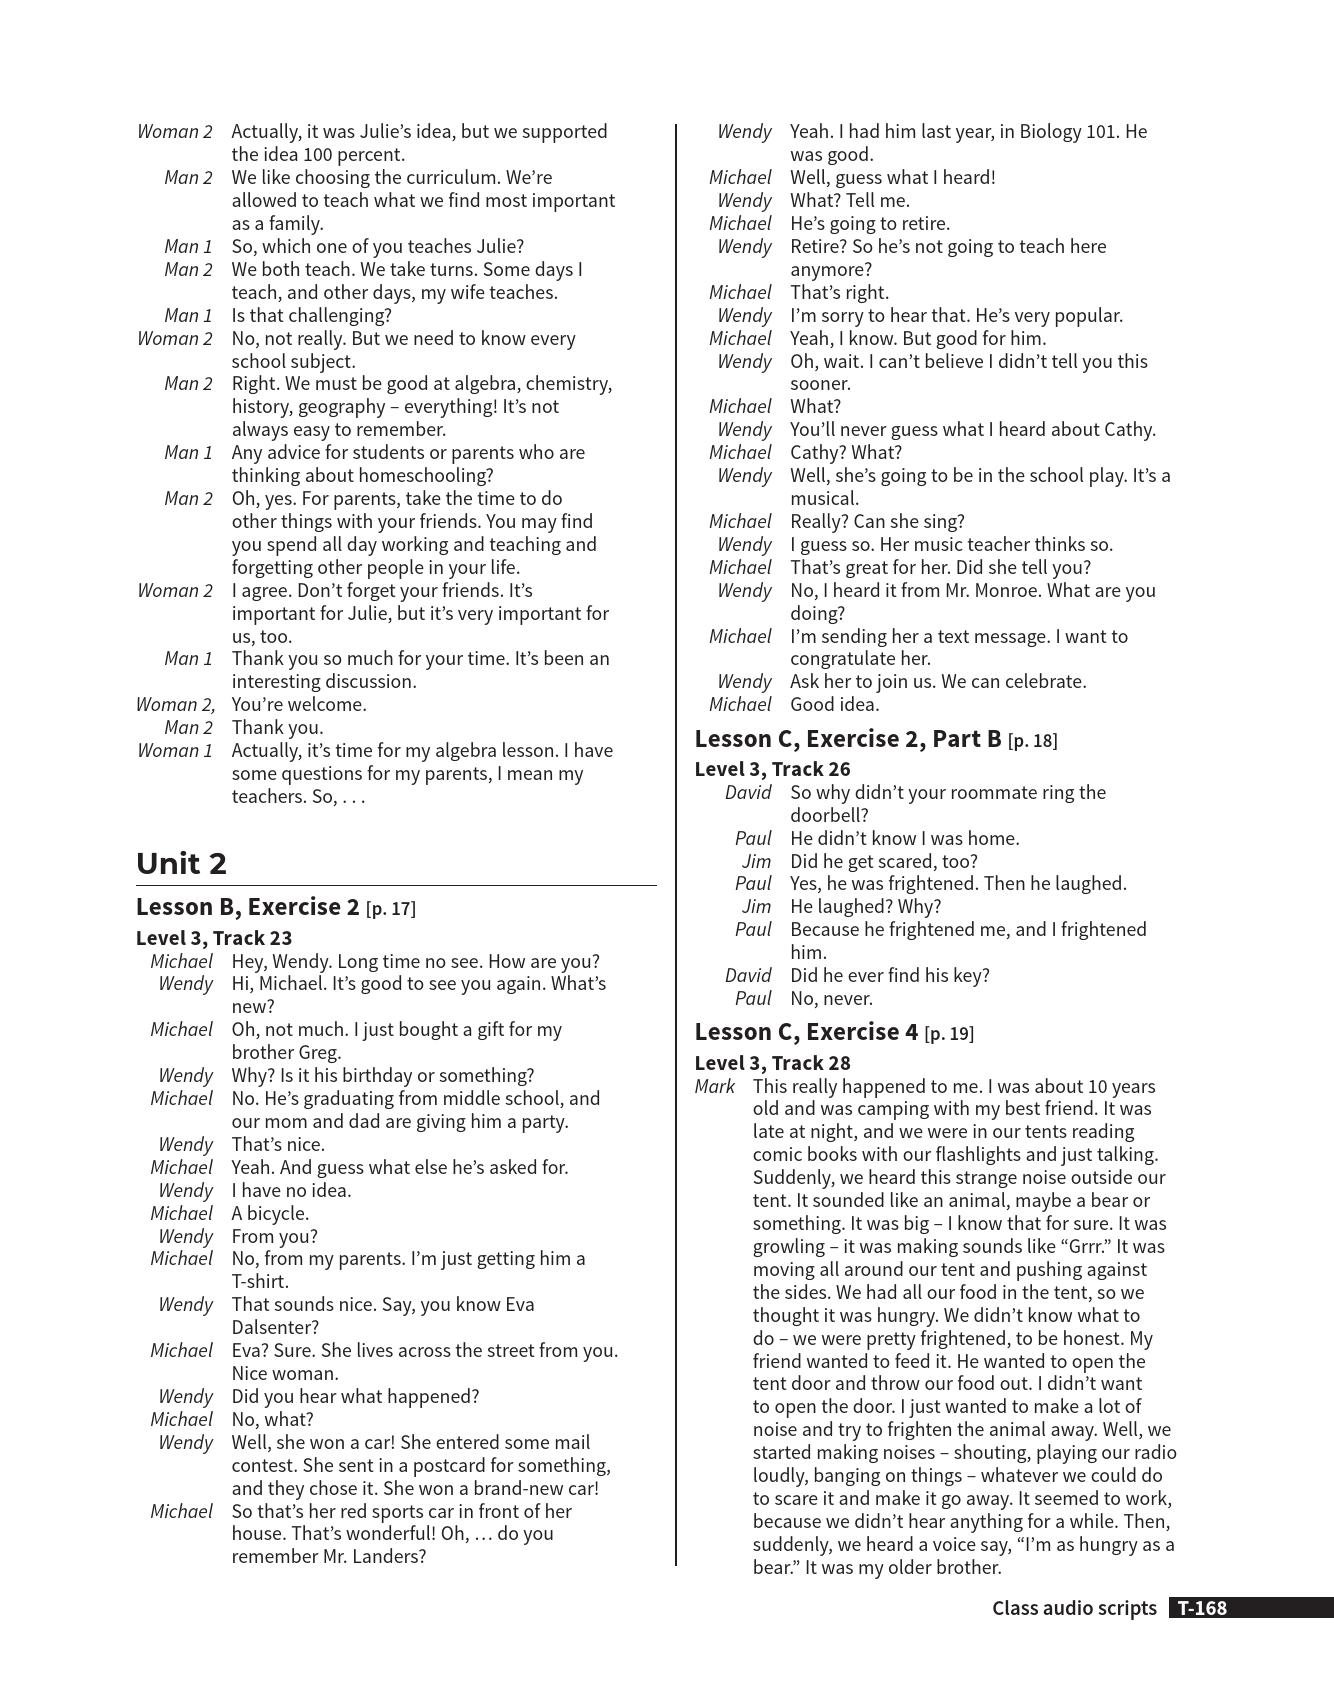 Woman 2 Actually, it was Julie’s idea, but we supported
the idea 100 percent.
Man 2 We like choosing the curriculum. We’re
allowed to teach what we find most important
as a family.
Man 1 So, which one of you teaches Julie?
Man 2 We both teach. We take turns. Some days I
teach, and other days, my wife teaches.
Man 1 Is that challenging?
Woman 2 No, not really. But we need to know every
school subject.
Man 2 Right. We must be good at algebra, chemistry,
history, geography – everything! It’s not
always easy to remember.
Man 1 Any advice for students or parents who are
thinking about homeschooling?
Man 2 Oh, yes. For parents, take the time to do
other things with your friends. You may find
you spend all day working and teaching and
forgetting other people in your life.
Woman 2 I agree. Don’t forget your friends. It’s
important for Julie, but it’s very important for
us, too.
Man 1 Thank you so much for your time. It’s been an
interesting discussion.
Woman 2, You’re welcome.
Man 2 Thank you.
Woman 1 Actually, it’s time for my algebra lesson. I have
some questions for my parents, I mean my
teachers. So, . . .
Unit 2
Lesson B, Exercise 2 [p. 17]
Level 3, Track 23
Michael Hey, Wendy. Long time no see. How are you?
Wendy Hi, Michael. It’s good to see you again. What’s
new?
Michael Oh, not much. I just bought a gift for my
brother Greg.
Wendy Why? Is it his birthday or something?
Michael No. He’s graduating from middle school, and
our mom and dad are giving him a party.
Wendy That’s nice.
Michael Yeah. And guess what else he’s asked for.
Wendy I have no idea.
Michael A bicycle.
Wendy From you?
Michael No, from my parents. I’m just getting him a
T-shirt.
Wendy That sounds nice. Say, you know Eva
Dalsenter?
Michael Eva? Sure. She lives across the street from you.
Nice woman.
Wendy Did you hear what happened?
Michael No, what?
Wendy Well, she won a car! She entered some mail
contest. She sent in a postcard for something,
and they chose it. She won a brand-new car!
Michael So that’s her red sports car in front of her
house. That’s wonderful! Oh, … do you
remember Mr. Landers?
Wendy Yeah. I had him last year, in Biology 101. He
was good.
Michael Well, guess what I heard!
Wendy What? Tell me.
Michael He’s going to retire.
Wendy Retire? So he’s not going to teach here
anymore?
Michael That’s right.
Wendy I’m sorry to hear that. He’s very popular.
Michael Yeah, I know. But good for him.
Wendy Oh, wait. I can’t believe I didn’t tell you this
sooner.
Michael What?
Wendy You’ll never guess what I heard about Cathy.
Michael Cathy? What?
Wendy Well, she’s going to be in the school play. It’s a
musical.
Michael Really? Can she sing?
Wendy I guess so. Her music teacher thinks so.
Michael That’s great for her. Did she tell you?
Wendy No, I heard it from Mr. Monroe. What are you
doing?
Michael I’m sending her a text message. I want to
congratulate her.
Wendy Ask her to join us. We can celebrate.
Michael Good idea.
Lesson C, Exercise 2, Part B [p. 18]
Level 3, Track 26
David So why didn’t your roommate ring the
doorbell?
Paul He didn’t know I was home.
Jim Did he get scared, too?
Paul Yes, he was frightened. Then he laughed.
Jim He laughed? Why?
Paul Because he frightened me, and I frightened
him.
David Did he ever find his key?
Paul No, never.
Lesson C, Exercise 4 [p. 19]
Level 3, Track 28
Mark This really happened to me. I was about 10 years
old and was camping with my best friend. It was
late at night, and we were in our tents reading
comic books with our flashlights and just talking.
Suddenly, we heard this strange noise outside our
tent. It sounded like an animal, maybe a bear or
something. It was big – I know that for sure. It was
growling – it was making sounds like “Grrr.” It was
moving all around our tent and pushing against
the sides. We had all our food in the tent, so we
thought it was hungry. We didn’t know what to
do – we were pretty frightened, to be honest. My
friend wanted to feed it. He wanted to open the
tent door and throw our food out. I didn’t want
to open the door. I just wanted to make a lot of
noise and try to frighten the animal away. Well, we
started making noises – shouting, playing our radio
loudly, banging on things – whatever we could do
to scare it and make it go away. It seemed to work,
because we didn’t hear anything for a while. Then,
suddenly, we heard a voice say, “I’m as hungry as a
bear.” It was my older brother.
Class audio scripts T-168